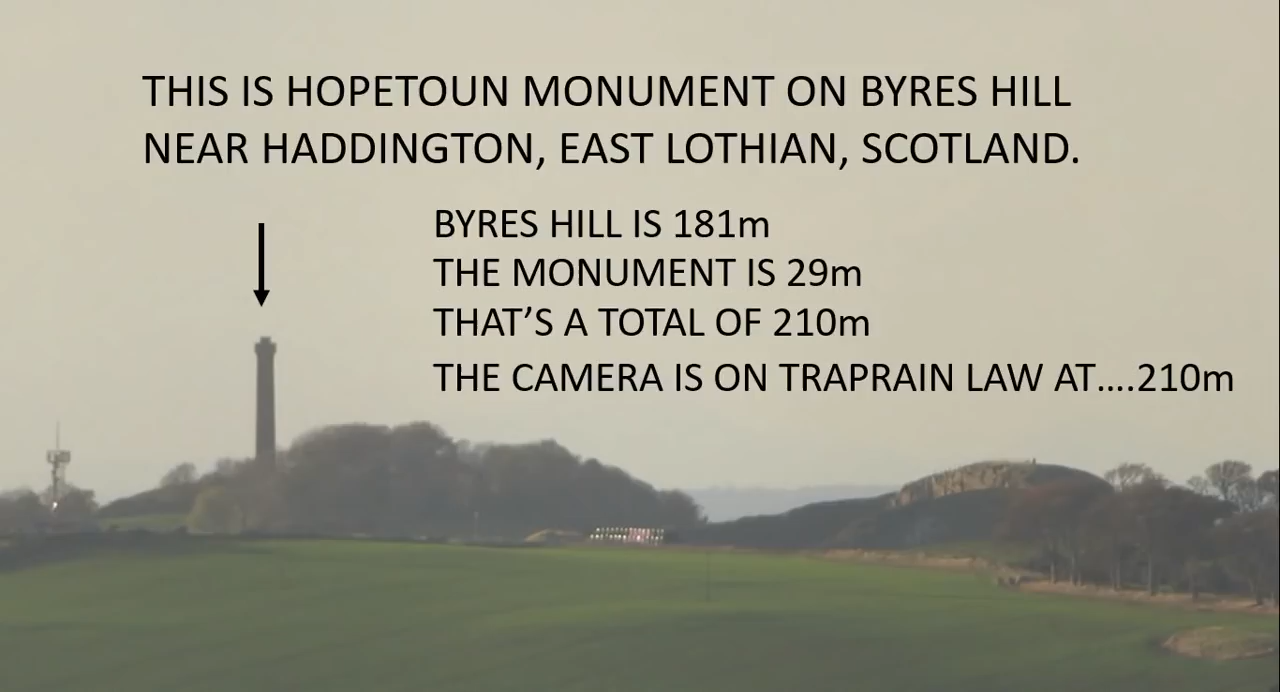 THIS IS HOPETOUN MONUMENT ON BYRES HILL
NEAR HADDINGTON, EAST LOTHIAN, SCOTLAND.
BYRES HILL IS 181m
THE MONUMENT IS 29m
THAT’S A TOTAL OF 210m
THE CAMERA IS ON TRAPRAIN LAW AT....210m